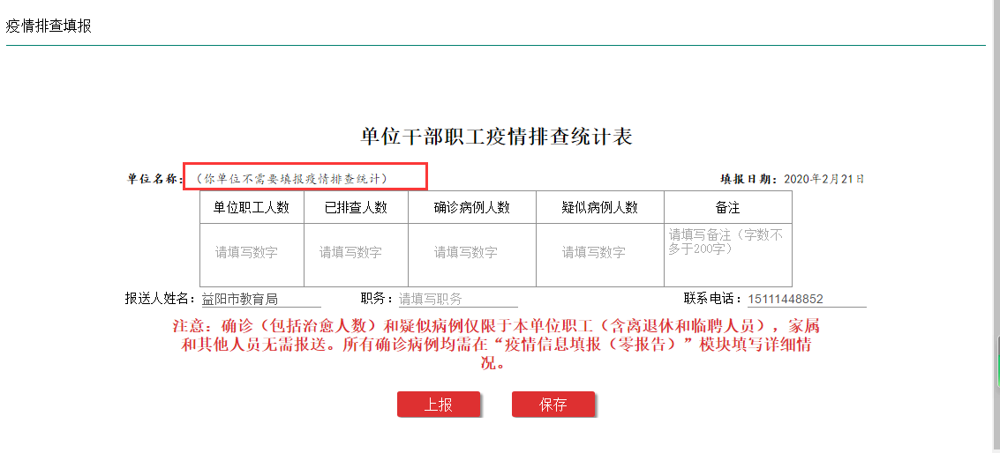 疫情排查填报
单位干部职工疫情排查统计表
单位名称：（你单位不需要填报疫情排查统计） 填报日期：2020年2月21日
单位职工人数 已排查人数 确诊病例人数 疑似病例人数 备注
请填写数字 请填写数字 请填写数字 请填写数字 请填写备注（字数不
多于200字）
报送人姓名：益阳市教育局 职务：请填写职务 联系电话：15111448852
注意：确诊（包括治愈人数）和疑似病例仅限于本单位职工（含离退休和临聘人员），家属
和其他人员无需报送。所有确诊病例均需在“疫情信息填报（零报告）”模块填写详细情
况。
上报 保存